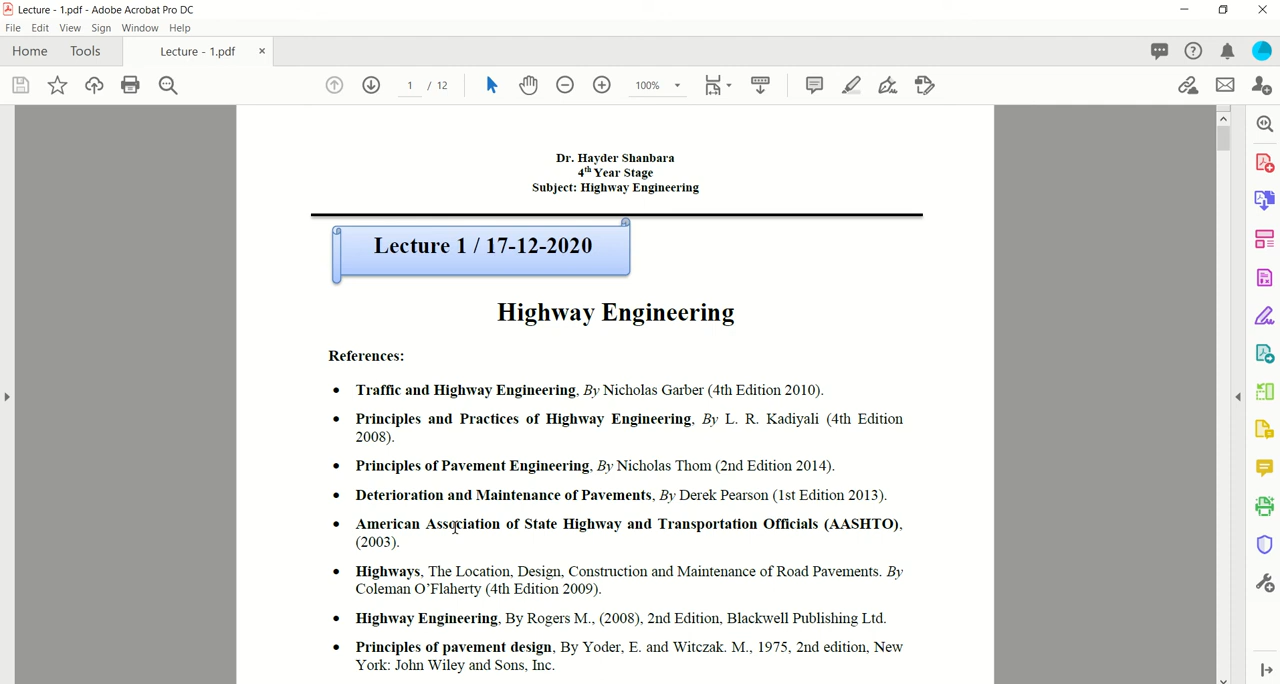 Lecture - 1.pdf - Adobe Acrobat Pro DC
File Edit View Sign Window Help
Home Tools Lecture - 1.pdf ×
1 / 12 100%
Dr. Hayder Shanbara
4th Year Stage
Subject: Highway Engineering
Lecture 1 / 17-12-2020
Highway Engineering
References:
• Traffic and Highway Engineering, By Nicholas Garber (4th Edition 2010).
• Principles and Practices of Highway Engineering, By L. R. Kadiyali (4th Edition
2008).
• Principles of Pavement Engineering, By Nicholas Thom (2nd Edition 2014).
• Deterioration and Maintenance of Pavements, By Derek Pearson (1st Edition 2013).
• American Association of State Highway and Transportation Officials (AASHTO),
(2003).
• Highways, The Location, Design, Construction and Maintenance of Road Pavements. By
Coleman O'Flaherty (4th Edition 2009).
• Highway Engineering, By Rogers M., (2008), 2nd Edition, Blackwell Publishing Ltd.
• Principles of pavement design, By Yoder, E. and Witczak. M., 1975, 2nd edition, New
York: John Wiley and Sons, Inc.